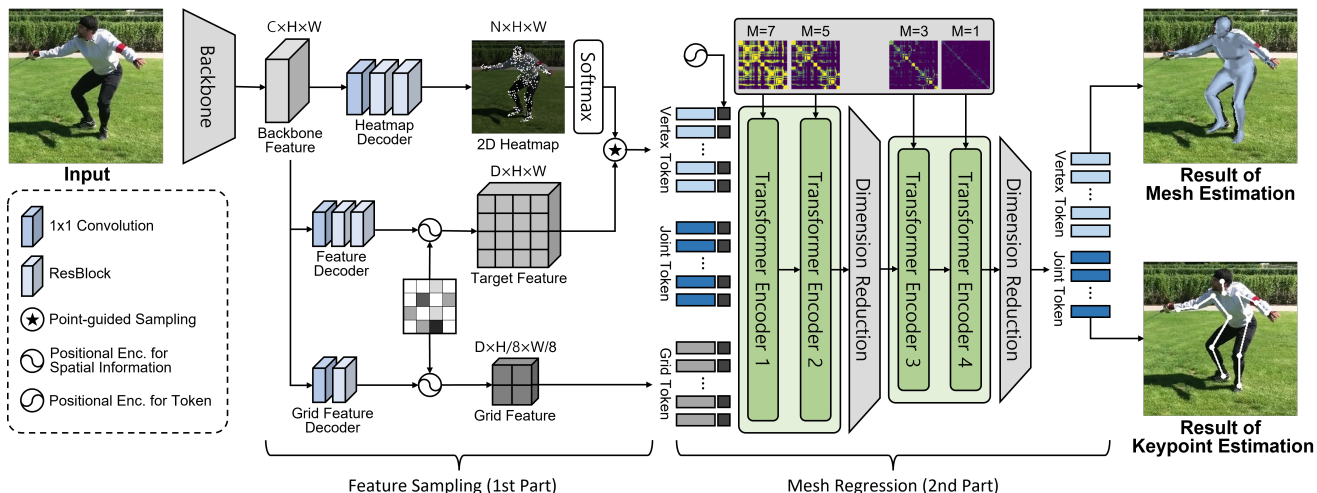 Input
Backbone
C×H×W
Backbone
Feature
Heatmap
Decoder
N×H×W
2D Heatmap
Softmax
Feature
Decoder
D×H×W
Target Feature
Grid Feature
Decoder
D×H/8×W/8
Grid Feature
1x1 Convolution
ResBlock
Point-guided Sampling
Positional Enc. for
Spatial Information
Positional Enc. for Token
Feature Sampling (1st Part)
Vertex Token
Joint Token
Grid Token
M=7
M=5
M=3
M=1
Transformer Encoder 1
Transformer Encoder 2
Dimension Reduction
Transformer Encoder 3
Transformer Encoder 4
Dimension Reduction
Mesh Regression (2nd Part)
Vertex Token
Joint Token
Result of
Mesh Estimation
Result of
Keypoint Estimation